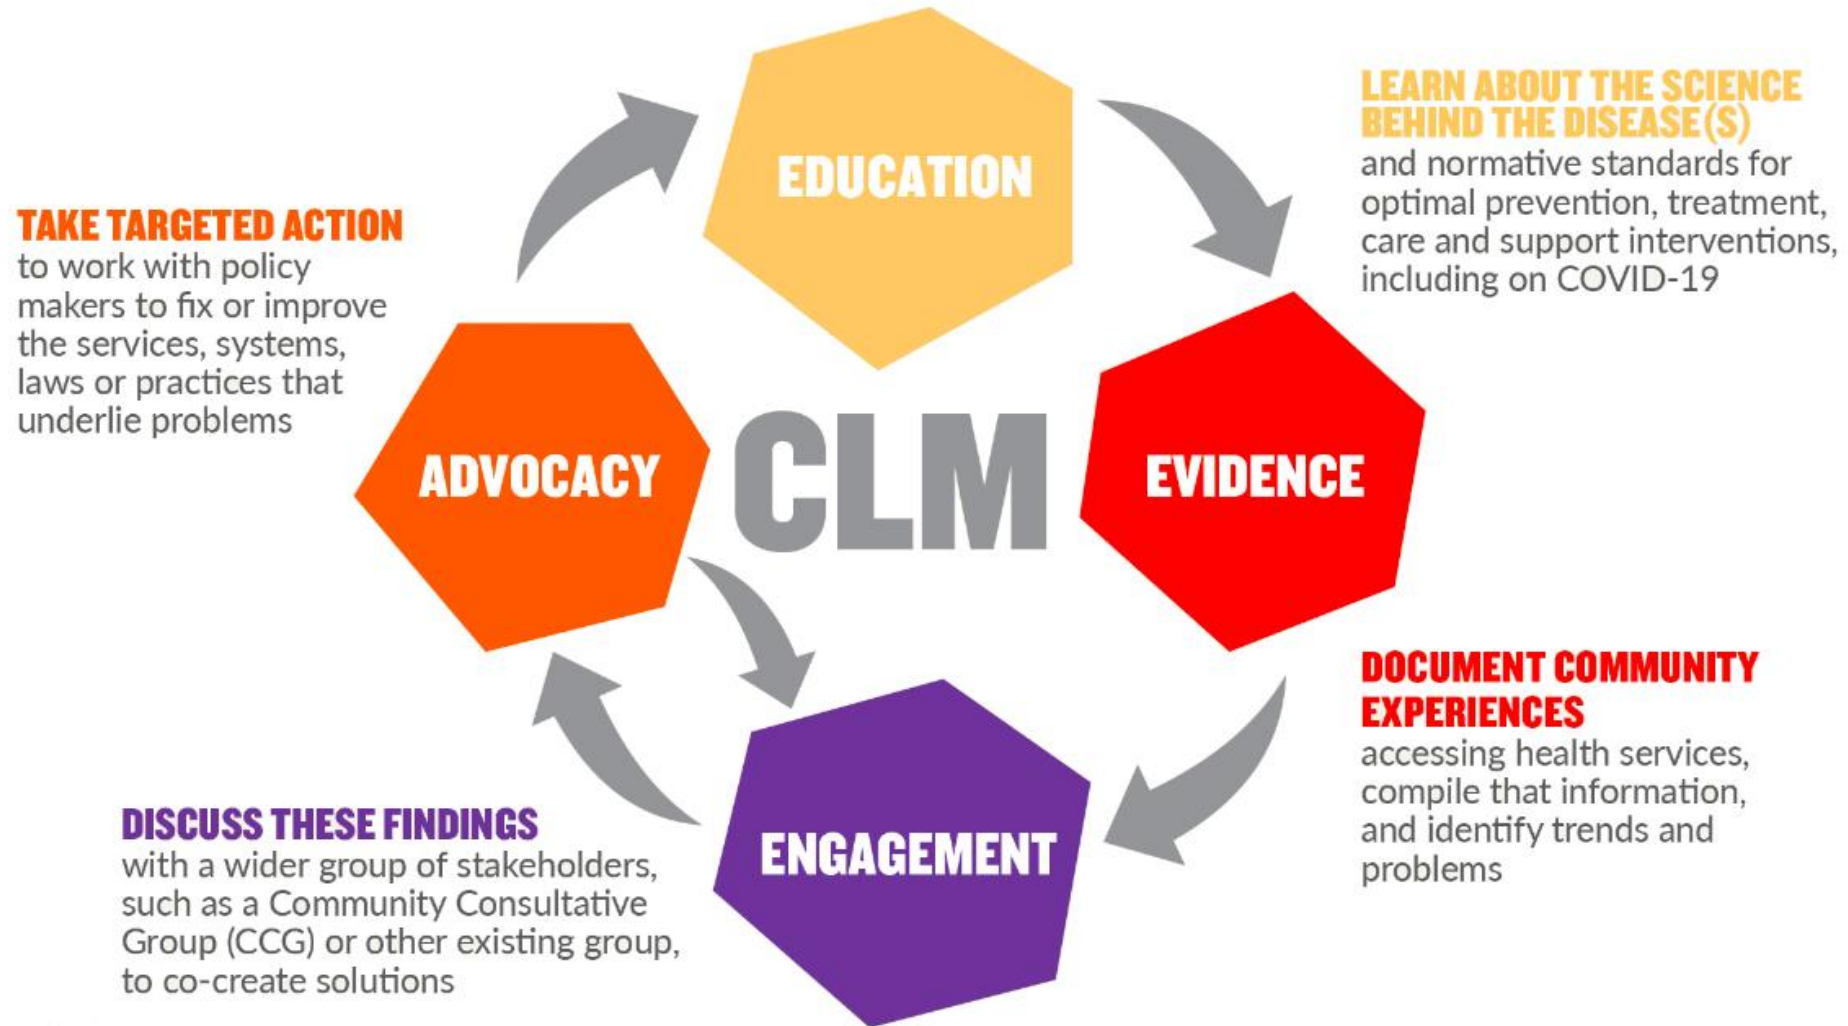 EDUCATION
LEARN ABOUT THE SCIENCE
BEHIND THE DISEASE(S)
and normative standards for
optimal prevention, treatment,
care and support interventions,
including on COVID-19
TAKE TARGETED ACTION
to work with policy
makers to fix or improve
the services, systems,
laws or practices that
underlie problems
ADVOCACY
CLM
EVIDENCE
DOCUMENT COMMUNITY
EXPERIENCES
accessing health services,
compile that information,
and identify trends and
problems
ENGAGEMENT
DISCUSS THESE FINDINGS
with a wider group of stakeholders,
such as a Community Consultative
Group (CCG) or other existing group,
to co-create solutions